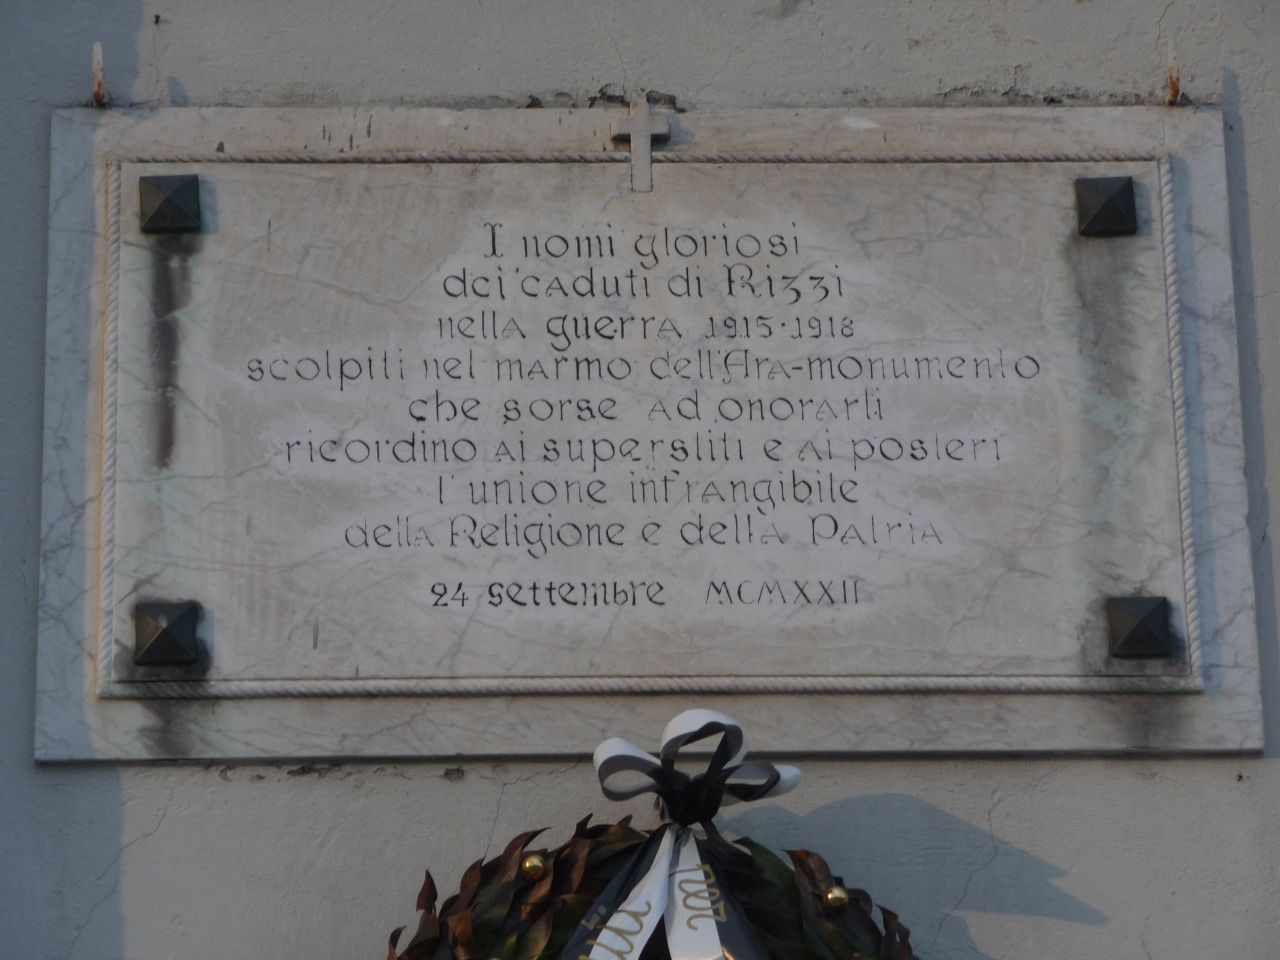 I nomi gloriosi
dei caduti di Rizzi
nella guerra 1915·1918
scolpiti nel marmo dell'Ara-monumento
che sorse ad onorarli
ricordino ai superstiti e ai posteri
l'unione infrangibile
della Religione e della Patria
24 settembre MCMXXII